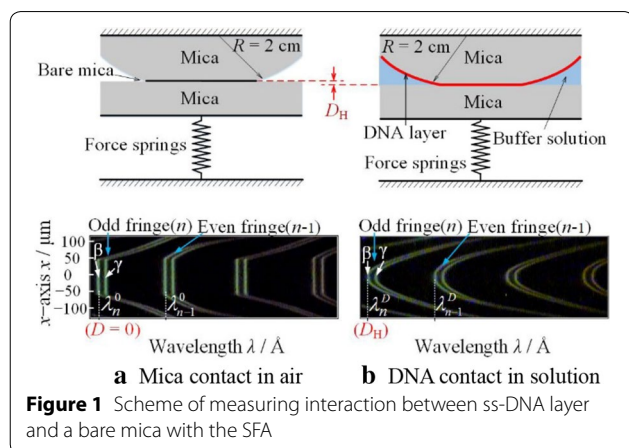 R = 2 cm
Mica
Bare mica
Mica
Force springs
D_H
R = 2 cm
Mica
Mica
DNA layer
Buffer solution
Force springs
Odd fringe(n)
Even fringe(n-1)
Odd fringe(n)
Even fringe(n-1)
x-axis x / μm
100
50
0
-50
-100
β
γ
λ_n^0
λ_{n-1}^0
(D = 0)
β
γ
λ_n^D
λ_{n-1}^D
(D_H)
Wavelength λ / Å
Wavelength λ / Å
a Mica contact in air
b DNA contact in solution
Figure 1 Scheme of measuring interaction between ss-DNA layer
and a bare mica with the SFA